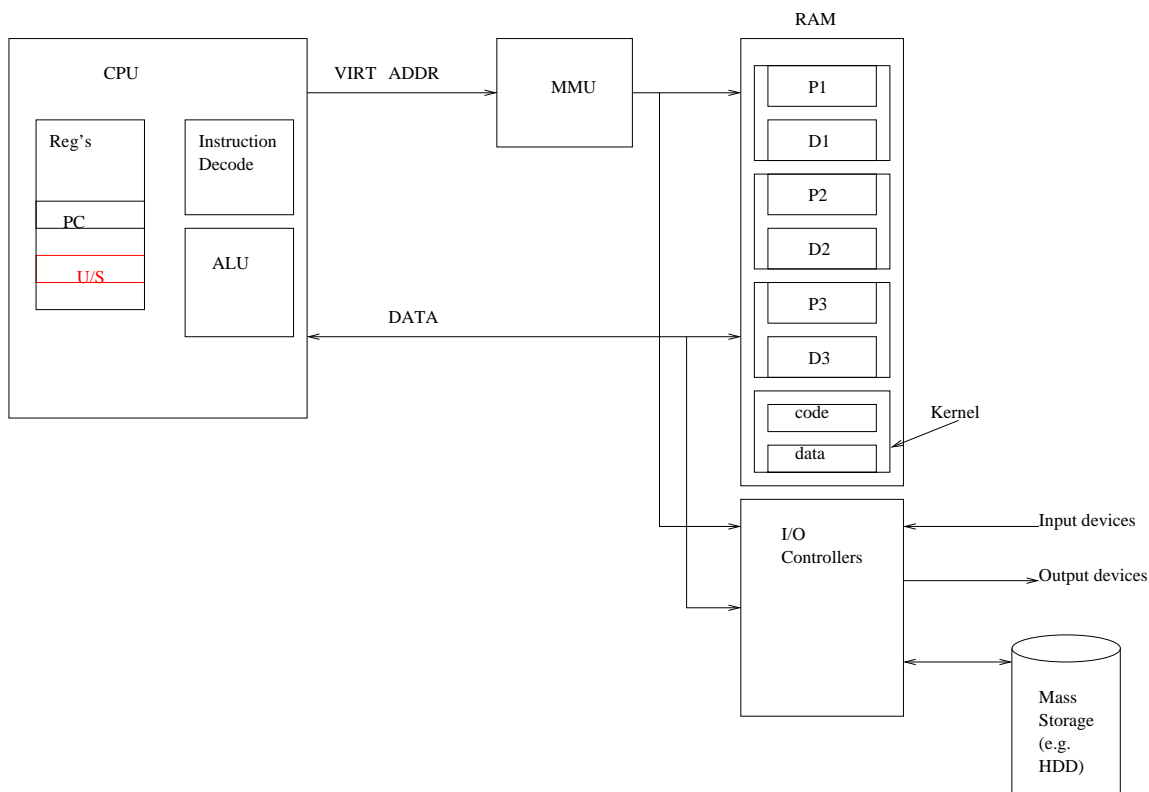 RAM
CPU
VIRT ADDR
MMU
P1
Reg's
Instruction
Decode
D1
P2
PC
D2
ALU
U/S
P3
DATA
D3
code
Kernel
data
I/O
Controllers
Input devices
Output devices
Mass
Storage
(e.g.
HDD)